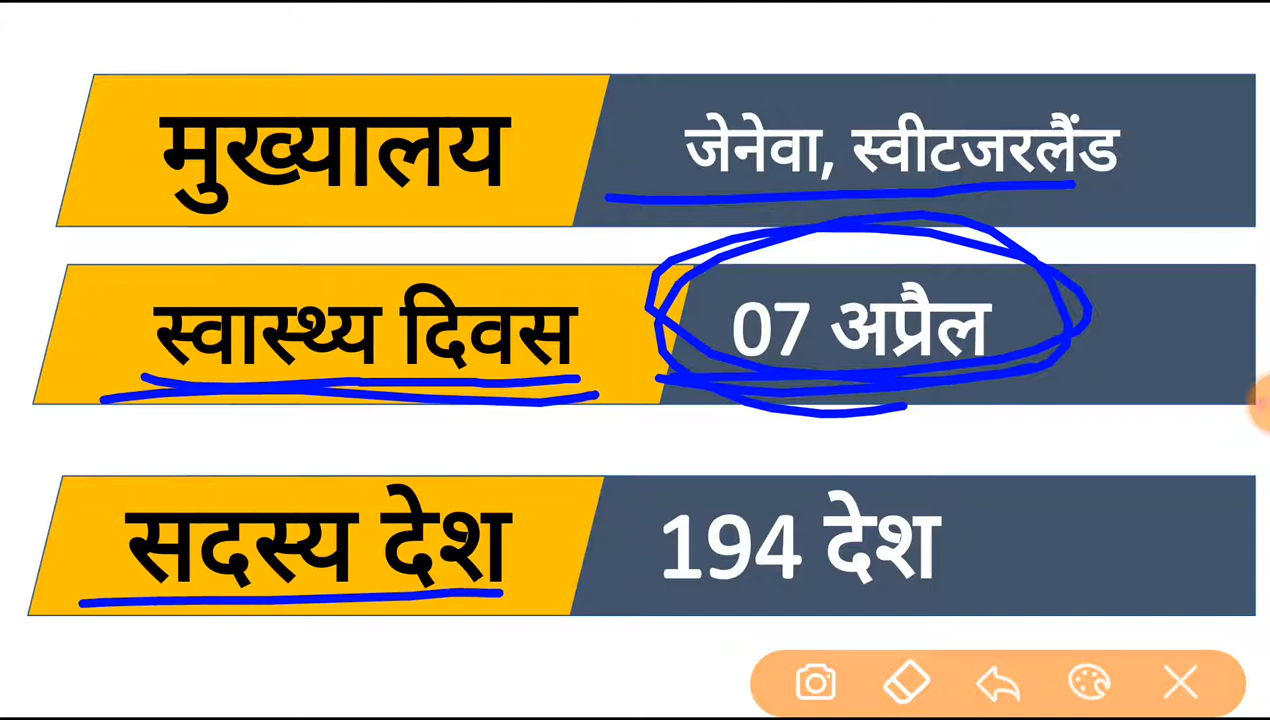 मुख्यालय जेनेवा, स्वीटजरलैंड
स्वास्थ्य दिवस 07 अप्रैल
सदस्य देश 194 देश